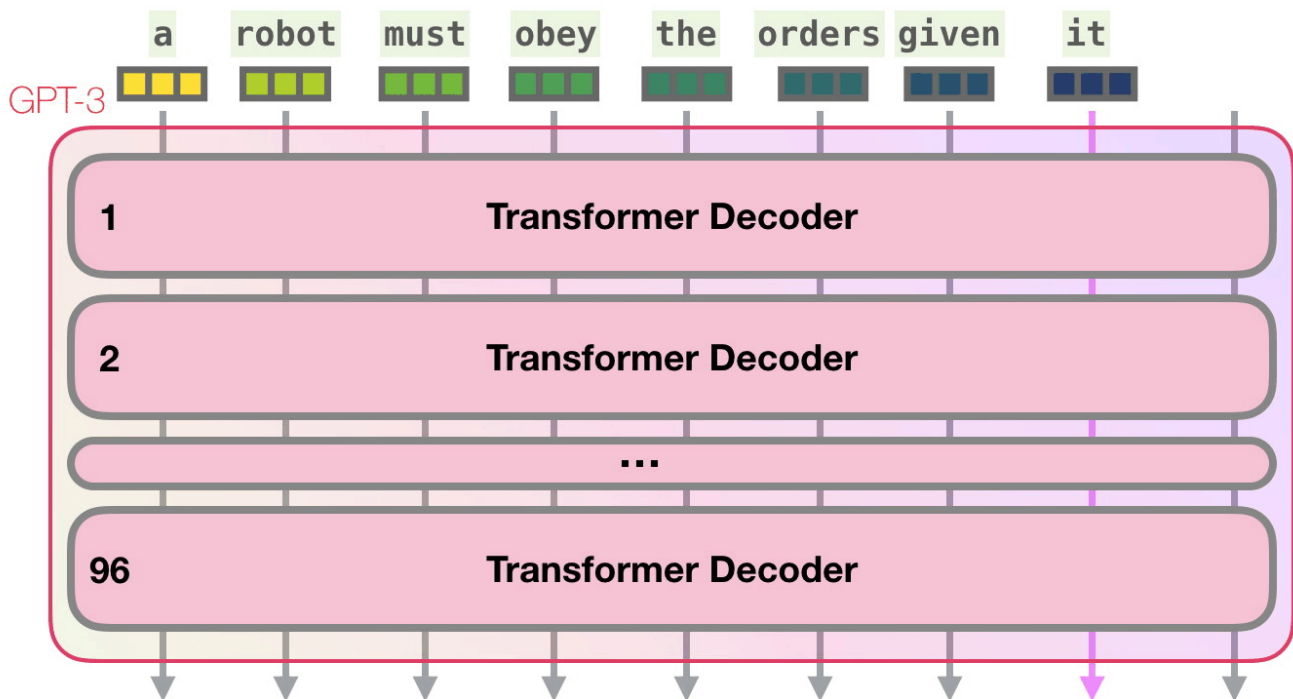 a robot must obey the orders given it
GPT-3
1 Transformer Decoder
2 Transformer Decoder
...
96 Transformer Decoder